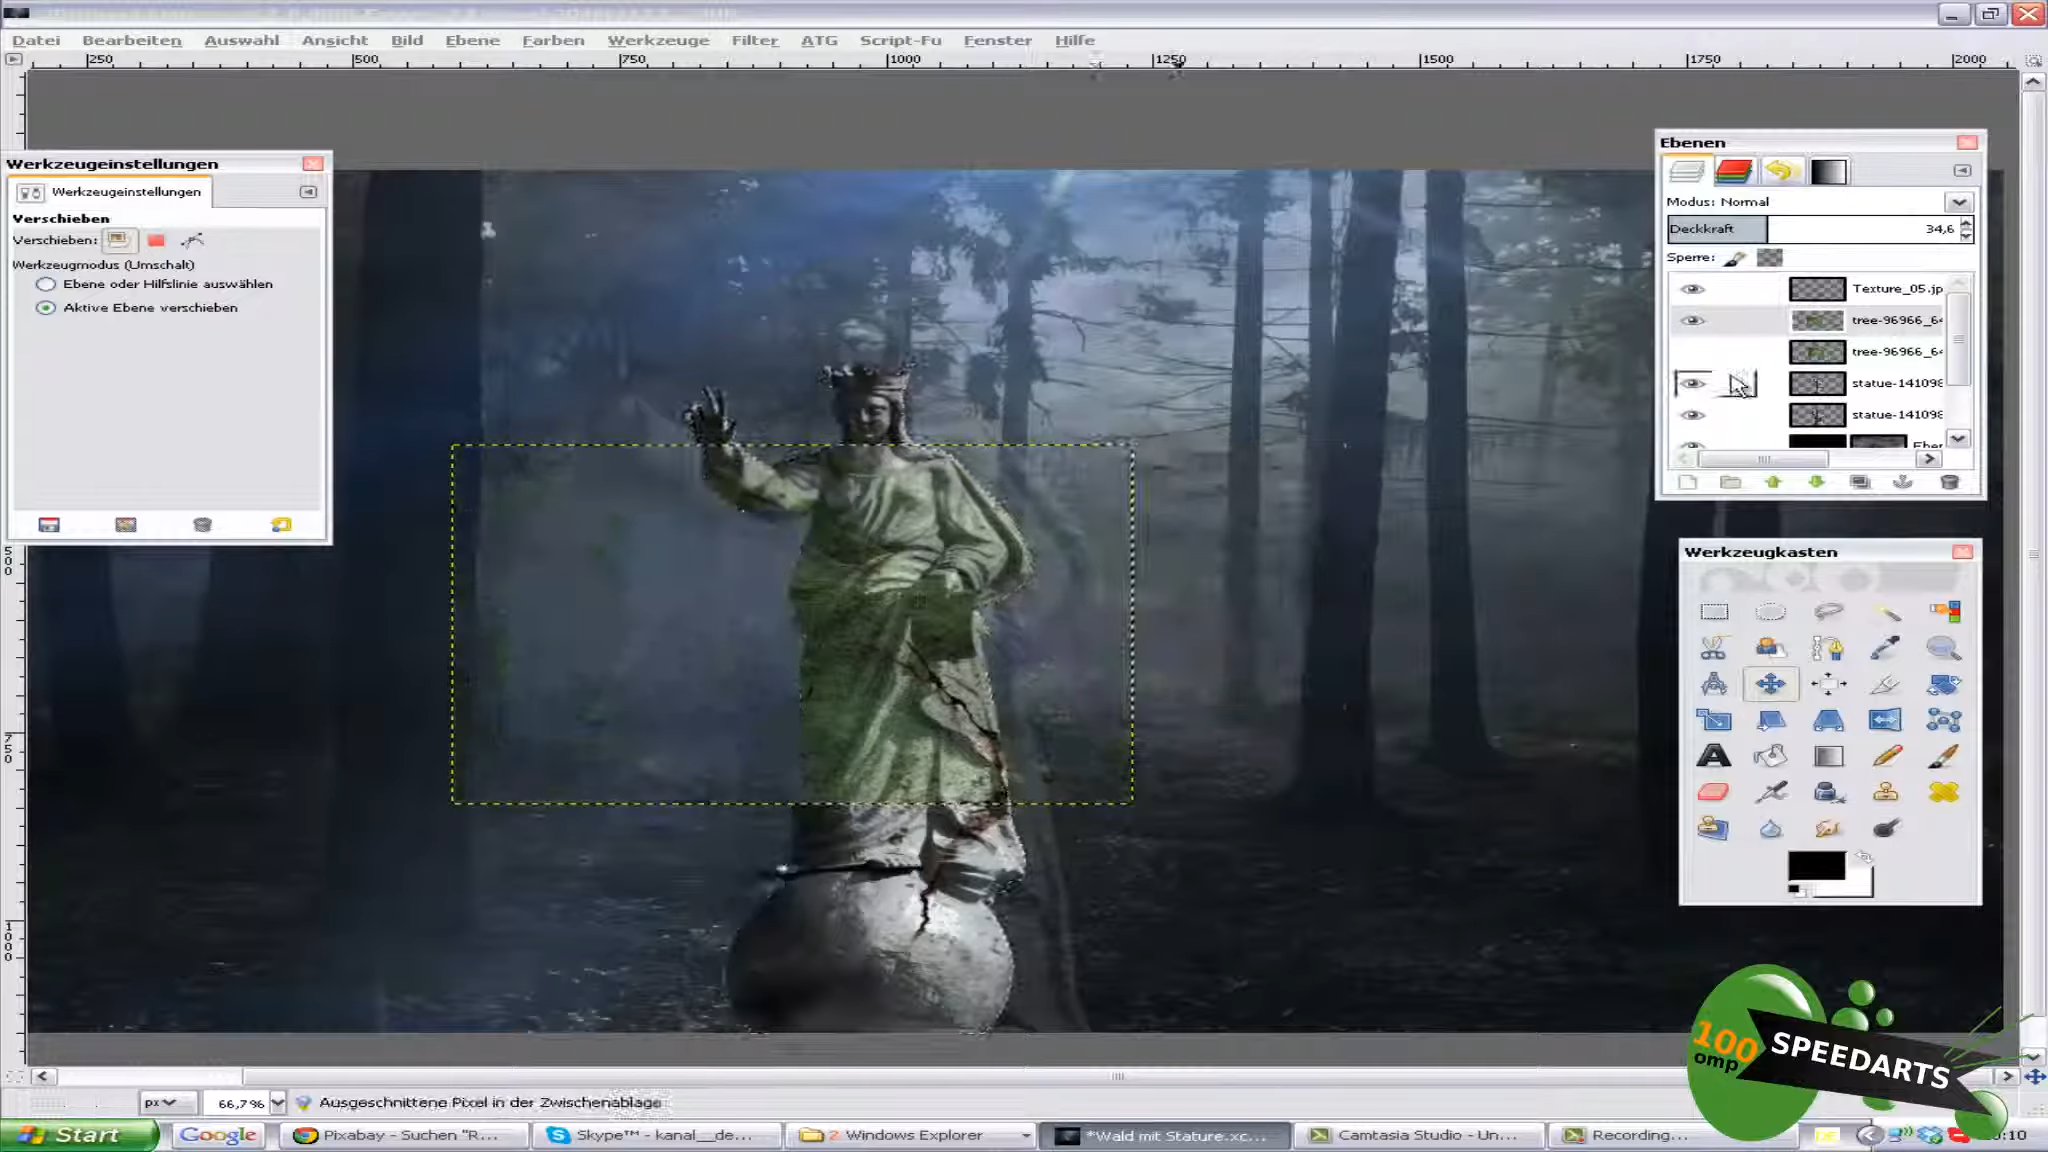 Datei Bearbeiten Auswahl Ansicht Bild Ebene Farben Werkzeuge Filter ATG Script-Fu Fenster Hilfe
250 500 750 1000 1250 1500 1750 2000
Werkzeugeinstellungen
Werkzeugeinstellungen
Verschieben
Verschieben:
Werkzeugmodus (Umschalt)
Ebene oder Hilfslinie auswählen
Aktive Ebene verschieben
500
750
1000
Ebenen
Modus: Normal
Deckkraft 34,6
Sperre:
Texture_05.jp
tree-96966_64
tree-96966_64
statue-141098
statue-141098
Eber
Werkzeugkasten
100
omp
SPEEDARTS
px 66,7% Ausgeschnittene Pixel in der Zwischenablage
Start Google Pixabay - Suchen "R... Skype™ - kanal__de... 2 Windows Explorer *Wald mit Stature.xc... Camtasia Studio - Un... Recording... DE :10